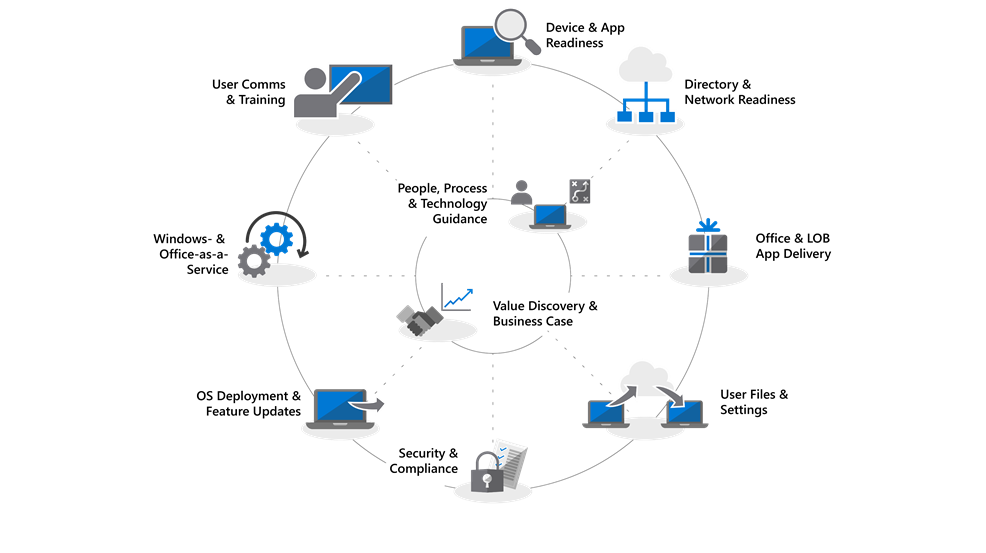 Device & App
Readiness
User Comms
& Training
Directory &
Network Readiness
People, Process
& Technology
Guidance
Windows- &
Office-as-a-
Service
Office & LOB
App Delivery
Value Discovery &
Business Case
OS Deployment &
Feature Updates
User Files &
Settings
Security &
Compliance